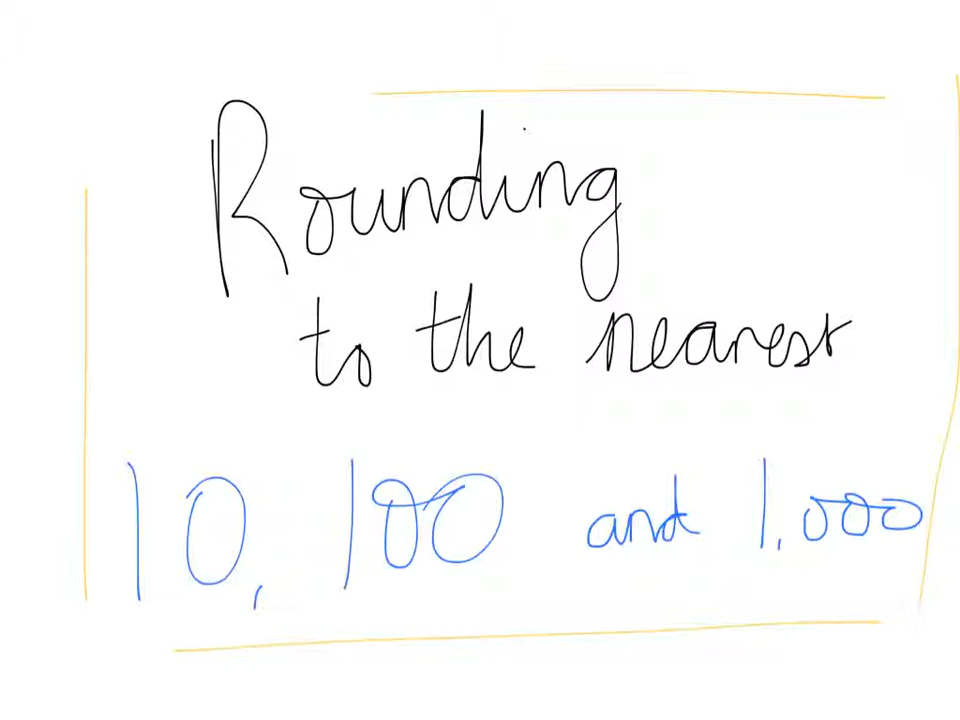 Rounding
to the nearest
10, 100 and 1,000